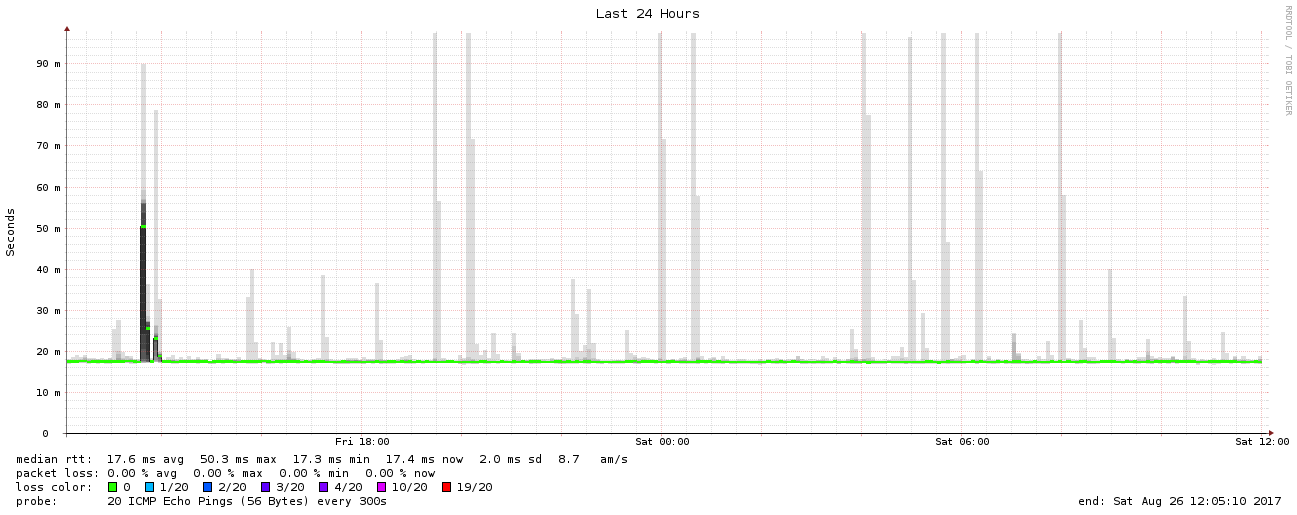 Last 24 Hours
RRDTOOL / TOBI OETIKER
Seconds
90 m
80 m
70 m
60 m
50 m
40 m
30 m
20 m
10 m
0
Fri 18:00 Sat 00:00 Sat 06:00 Sat 12:00
median rtt: 17.6 ms avg 50.3 ms max 17.3 ms min 17.4 ms now 2.0 ms sd 8.7 am/s
packet loss: 0.00 % avg 0.00 % max 0.00 % min 0.00 % now
loss color: 0 1/20 2/20 3/20 4/20 10/20 19/20
probe: 20 ICMP Echo Pings (56 Bytes) every 300s end: Sat Aug 26 12:05:10 2017